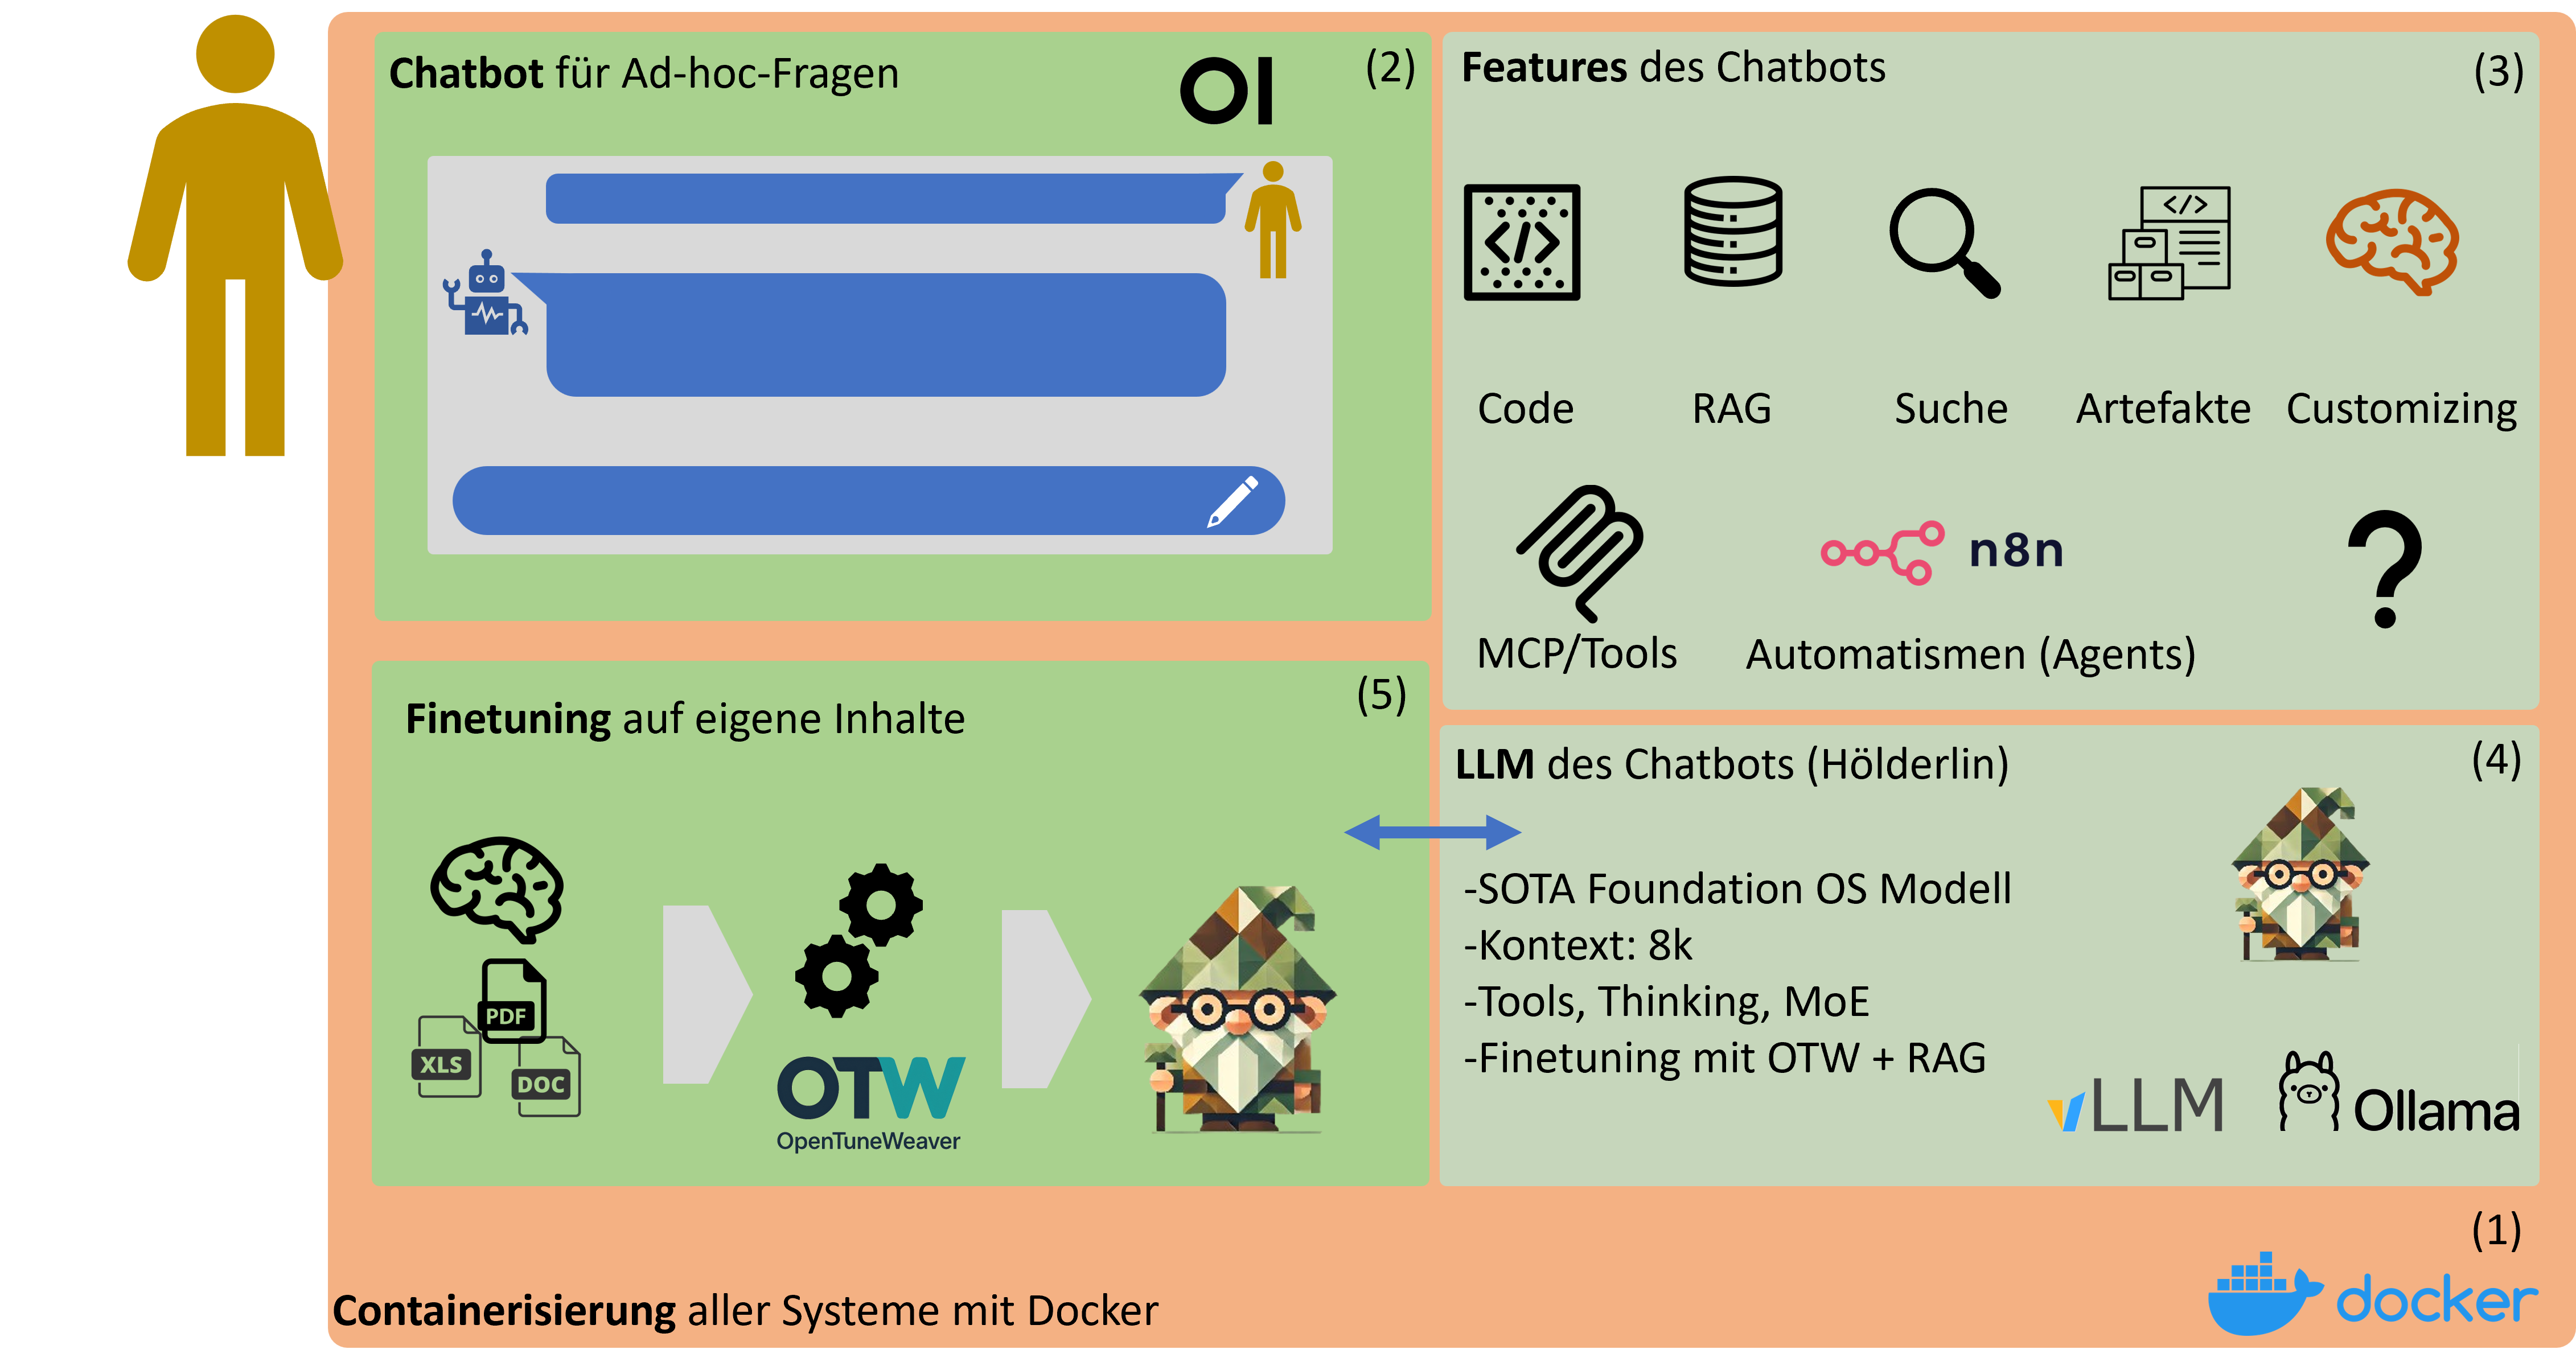 Chatbot für Ad-hoc-Fragen
OI
(2)
Features des Chatbots
(3)
</>
</>
Code
RAG
Suche
Artefakte
Customizing
n8n
?
MCP/Tools
Automatismen (Agents)
Finetuning auf eigene Inhalte
(5)
PDF
XLS
DOC
OTW
OpenTuneWeaver
LLM des Chatbots (Hölderlin)
(4)
-SOTA Foundation OS Modell
-Kontext: 8k
-Tools, Thinking, MoE
-Finetuning mit OTW + RAG
vLLM
Ollama
(1)
Containerisierung aller Systeme mit Docker
docker